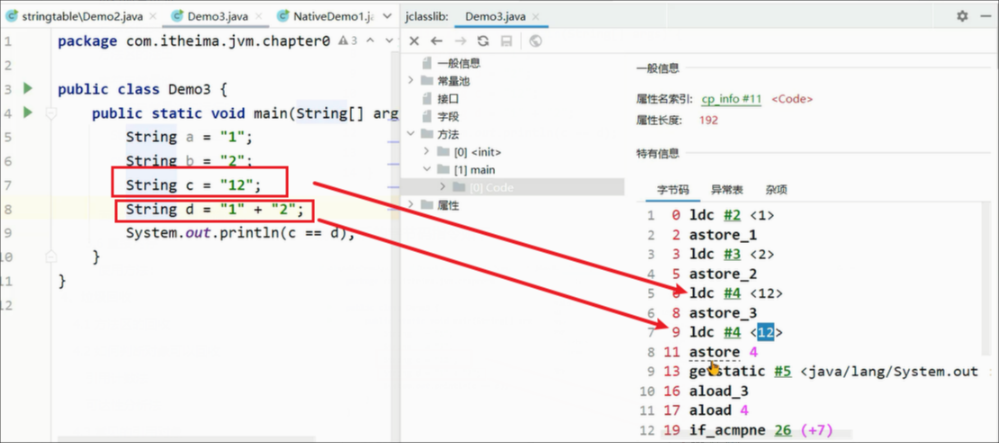 stringtable\Demo2.java
Demo3.java
NativeDemo1.j
jclasslib:
Demo3.java
1 package com.itheima.jvm.chapter0
3
2
3 public class Demo3 {
4 public static void main(String[] arg
5 String a = "1";
6 String b = "2";
7 String c = "12";
8 String d = "1" + "2";
9 System.out.println(c == d);
10 }
11 }
12
一般信息
常量池
接口
字段
方法
[0] <init>
[1] main
[0] Code
属性
一般信息
属性名索引: cp_info #11 <Code>
属性长度: 192
特有信息
字节码 异常表 杂项
1 0 ldc #2 <1>
2 2 astore_1
3 3 ldc #3 <2>
4 5 astore_2
5 6 ldc #4 <12>
6 8 astore_3
7 9 ldc #4 <12>
8 11 astore 4
9 13 getstatic #5 <java/lang/System.out
10 16 aload_3
11 17 aload 4
12 19 if_acmpne 26 (+7)